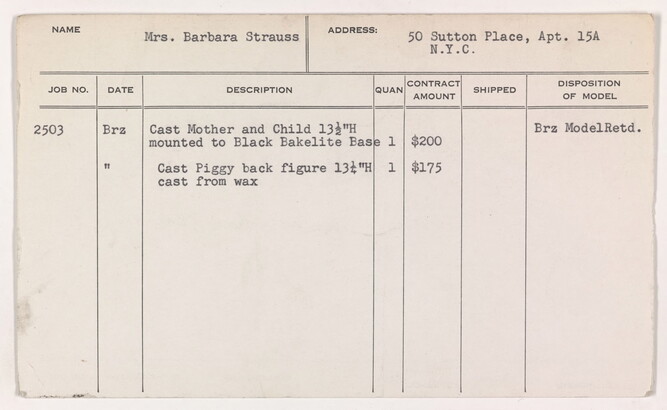 NAME Mrs. Barbara Strauss ADDRESS: 50 Sutton Place, Apt. 15A
N.Y.C.
JOB NO. DATE DESCRIPTION QUAN CONTRACT AMOUNT SHIPPED DISPOSITION OF MODEL
2503 Brz Cast Mother and Child 13½"H Brz ModelRetd.
mounted to Black Bakelite Base 1 $200
" Cast Piggy back figure 13¼"H 1 $175
cast from wax